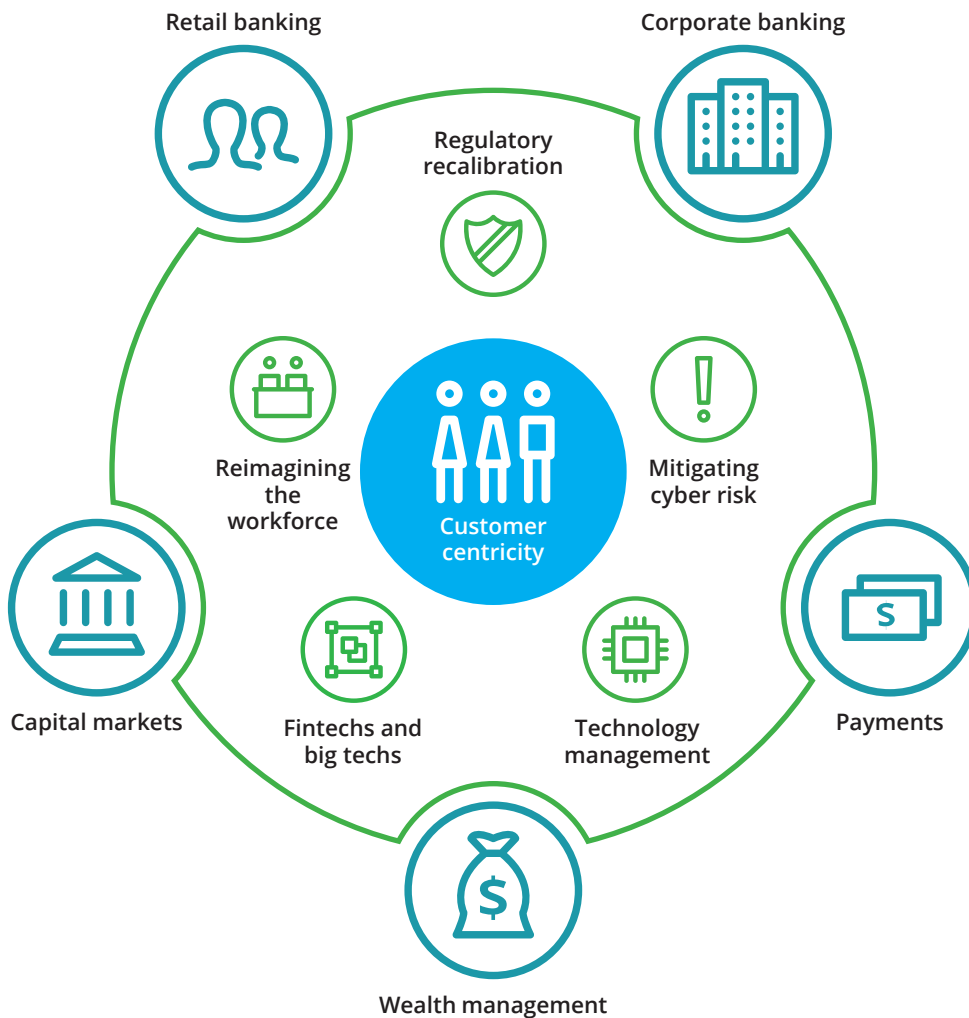 Retail banking
Corporate banking
Regulatory
recalibration
Reimagining
the
workforce
Mitigating
cyber risk
Customer
centricity
S
Capital markets
Fintechs and
big techs
Technology
management
Payments
$
Wealth management